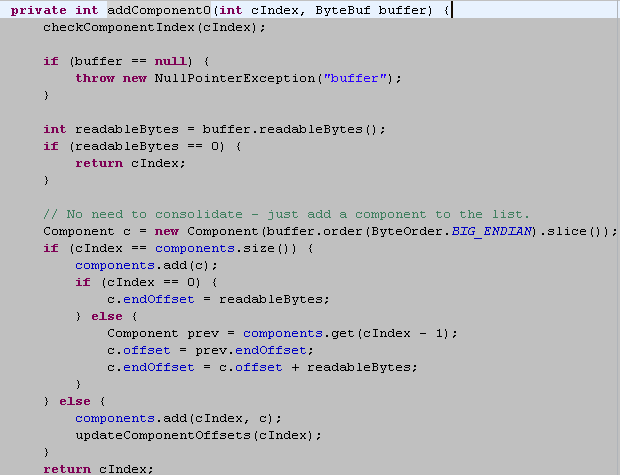 private int addComponent0(int cIndex, ByteBuf buffer) {
    checkComponentIndex(cIndex);

    if (buffer == null) {
        throw new NullPointerException("buffer");
    }

    int readableBytes = buffer.readableBytes();
    if (readableBytes == 0) {
        return cIndex;
    }

    // No need to consolidate - just add a component to the list.
    Component c = new Component(buffer.order(ByteOrder.BIG_ENDIAN).slice());
    if (cIndex == components.size()) {
        components.add(c);
        if (cIndex == 0) {
            c.endOffset = readableBytes;
        } else {
            Component prev = components.get(cIndex - 1);
            c.offset = prev.endOffset;
            c.endOffset = c.offset + readableBytes;
        }
    } else {
        components.add(cIndex, c);
        updateComponentOffsets(cIndex);
    }
    return cIndex;